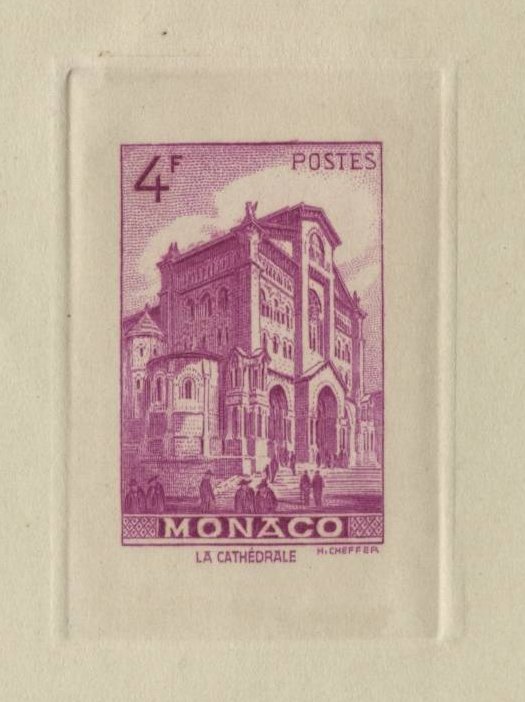 4F POSTES
MONACO
LA CATHÉDRALE H. CHEFFER